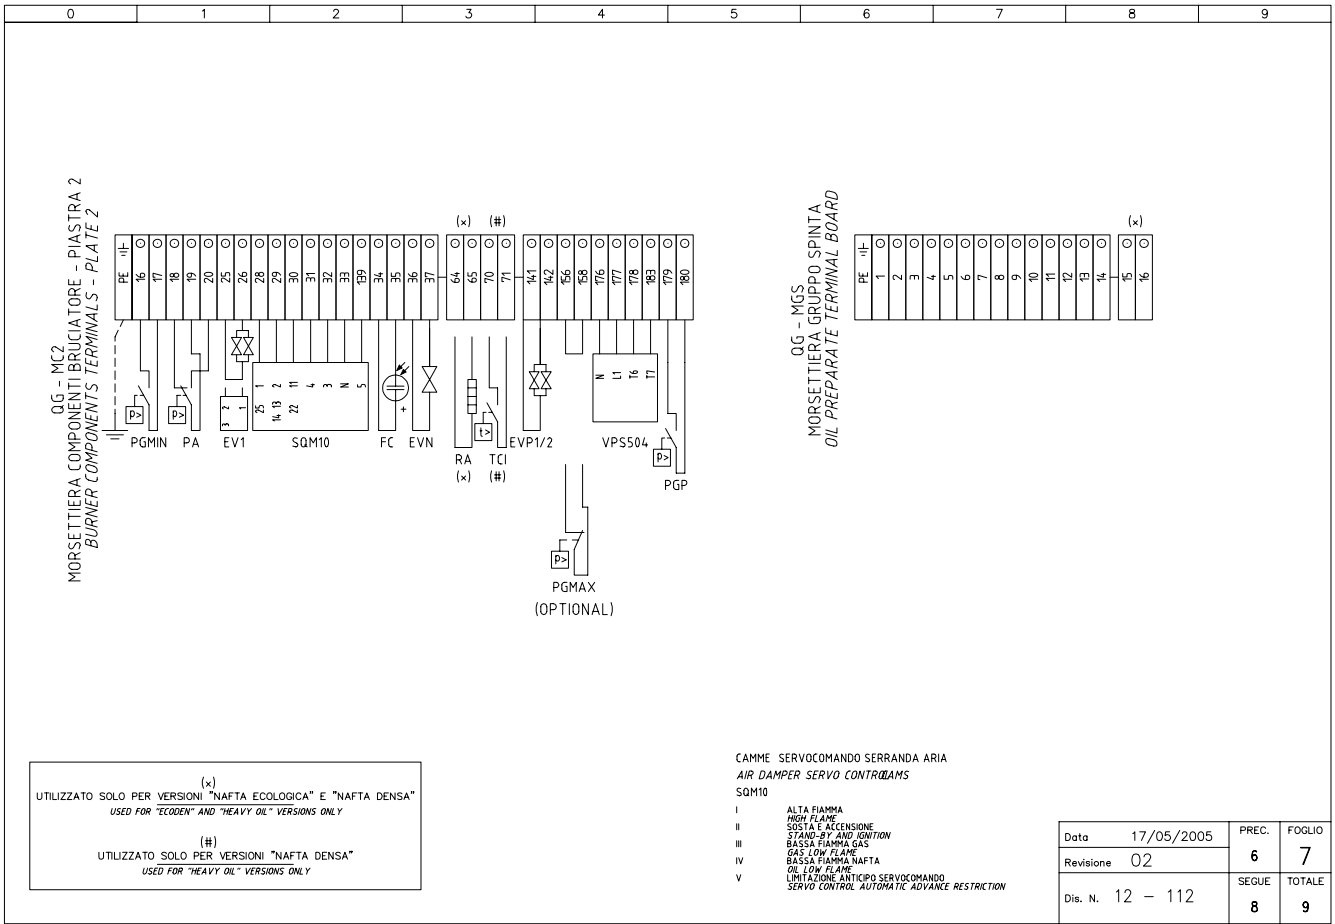 0 1 2 3 4 5 6 7 8 9
QG - MC2
MORSETTIERA COMPONENTI BRUCIATORE - PIASTRA 2
BURNER COMPONENTS TERMINALS - PLATE 2
(x) (#)
PE 16 17 18 19 20 25 26 28 29 30 31 32 33 139 34 35 36 37 64 65 70 71 141 142 156 158 176 177 178 183 179 180
1 2 11 4 3 N 5
25 14 13 22
3 2 1
N L1 T6 T7
+
P>
P>
t>
P>
PGMIN PA EV1 SQM10 FC EVN RA TCI EVP1/2 VPS504
(x) (#)
PGP
P>
PGMAX
(OPTIONAL)
QG - MGS
MORSETTIERA GRUPPO SPINTA
OIL PREPARATE TERMINAL BOARD
(x)
PE 1 2 3 4 5 6 7 8 9 10 11 12 13 14 15 16
(x)
UTILIZZATO SOLO PER VERSIONI "NAFTA ECOLOGICA" E "NAFTA DENSA"
USED FOR "ECODEN" AND "HEAVY OIL" VERSIONS ONLY
(#)
UTILIZZATO SOLO PER VERSIONI "NAFTA DENSA"
USED FOR "HEAVY OIL" VERSIONS ONLY
CAMME SERVOCOMANDO SERRANDA ARIA
AIR DAMPER SERVO CONTROL CAMS
SQM10
I ALTA FIAMMA
HIGH FLAME
II SOSTA E ACCENSIONE
STAND-BY AND IGNITION
III BASSA FIAMMA GAS
GAS LOW FLAME
IV BASSA FIAMMA NAFTA
OIL LOW FLAME
V LIMITAZIONE ANTICIPO SERVOCOMANDO
SERVO CONTROL AUTOMATIC ADVANCE RESTRICTION
Data 17/05/2005
Revisione 02
Dis. N. 12 - 112
PREC. FOGLIO
6 7
SEGUE TOTALE
8 9